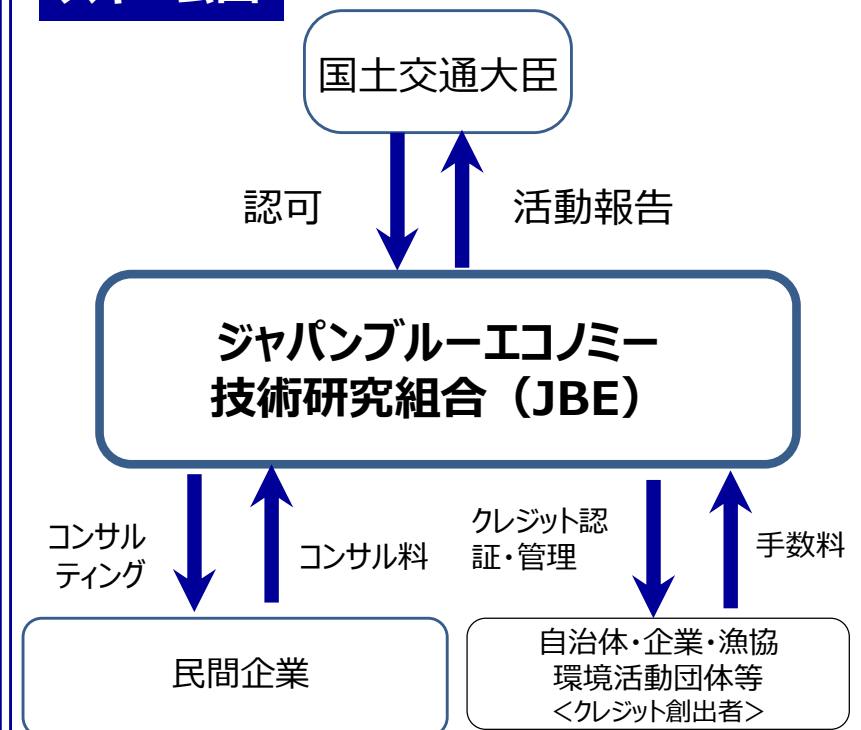 国土交通大臣
認可
活動報告
ジャパンブルーエコノミー
技術研究組合（JBE）
コンサル
ティング
コンサル料
クレジット認
証・管理
手数料
民間企業
自治体・企業・漁協
環境活動団体等
＜クレジット創出者＞